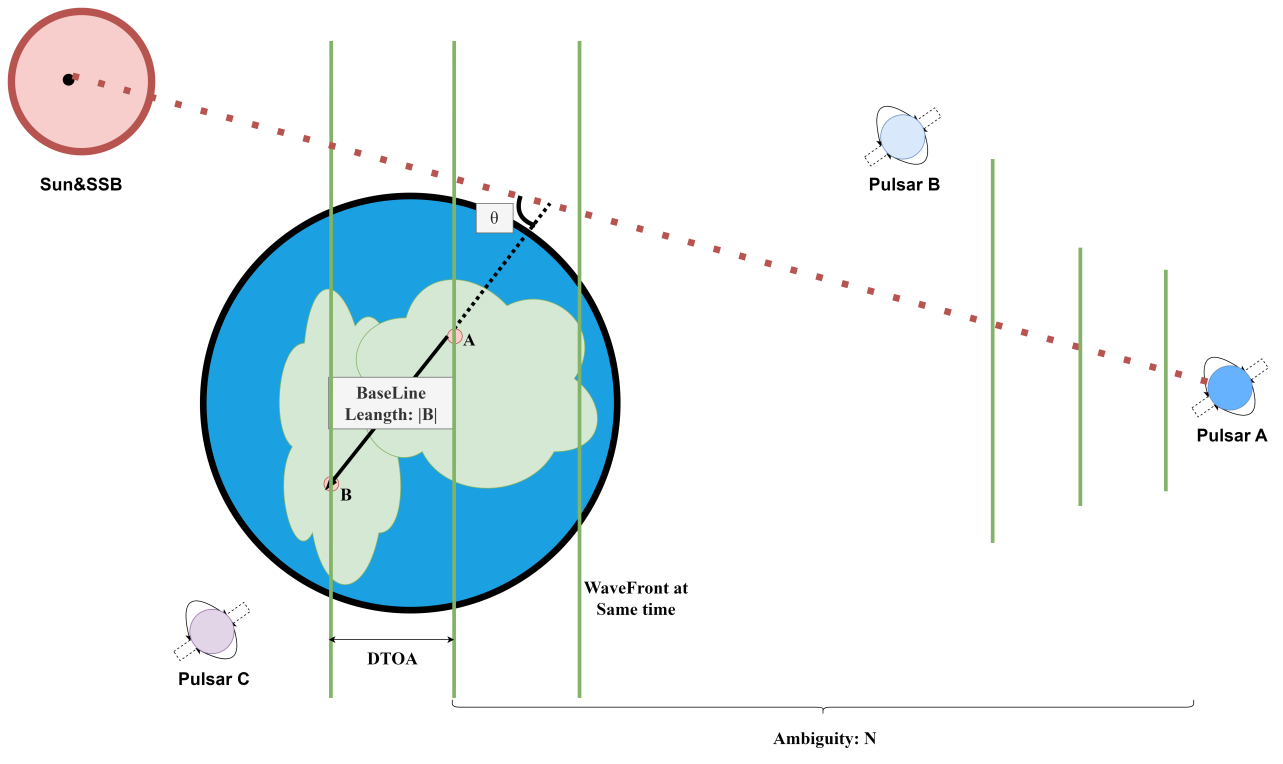 Sun&SSB
Pulsar B
θ
A
BaseLine
Leangth: |B|
Pulsar A
B
WaveFront at
Same time
DTOA
Pulsar C
Ambiguity: N